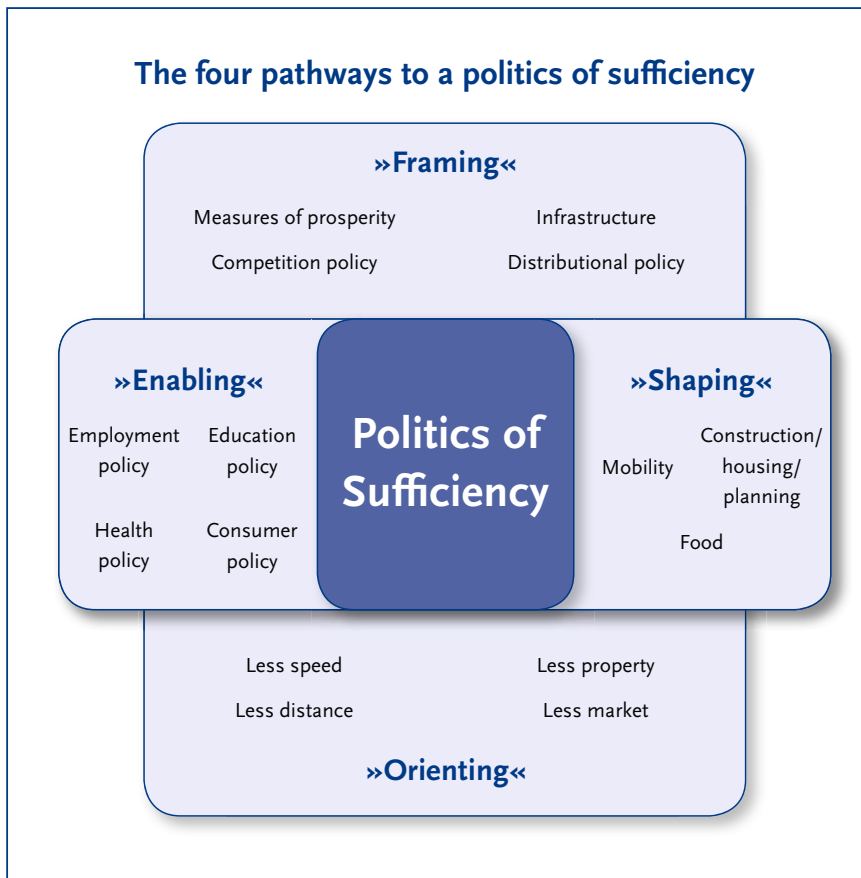 The four pathways to a politics of sufficiency
»Framing«
Measures of prosperity
Infrastructure
Competition policy
Distributional policy
»Enabling«
Employment
policy
Education
policy
Health
policy
Consumer
policy
Politics of
Sufficiency
»Shaping«
Mobility
Construction/
housing/
planning
Food
Less speed
Less property
Less distance
Less market
»Orienting«